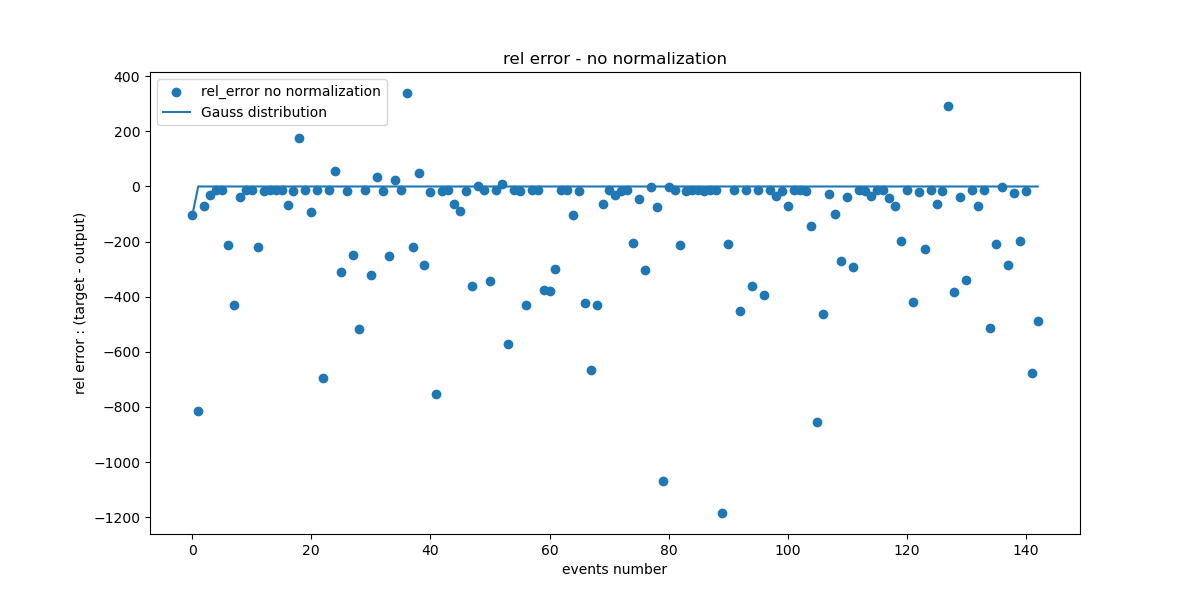 rel error - no normalization
rel_error no normalization
Gauss distribution
rel error : (target - output)
400
200
0
−200
−400
−600
−800
−1000
−1200
0 20 40 60 80 100 120 140
events number